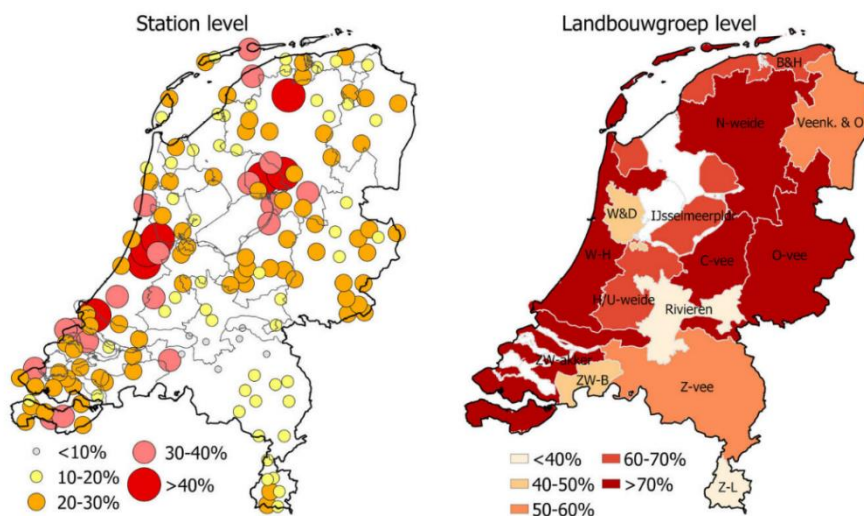 Station level
<10%
10-20%
20-30%
30-40%
>40%
Landbouwgroep level
B&H
N-weide
Veenk. & O
W&D
IJsselmeerpldr.
W-H
C-vee
O-vee
H/U-weide
Rivieren
ZW-akker
ZW-B
Z-vee
Z-L
<40%
40-50%
50-60%
60-70%
>70%